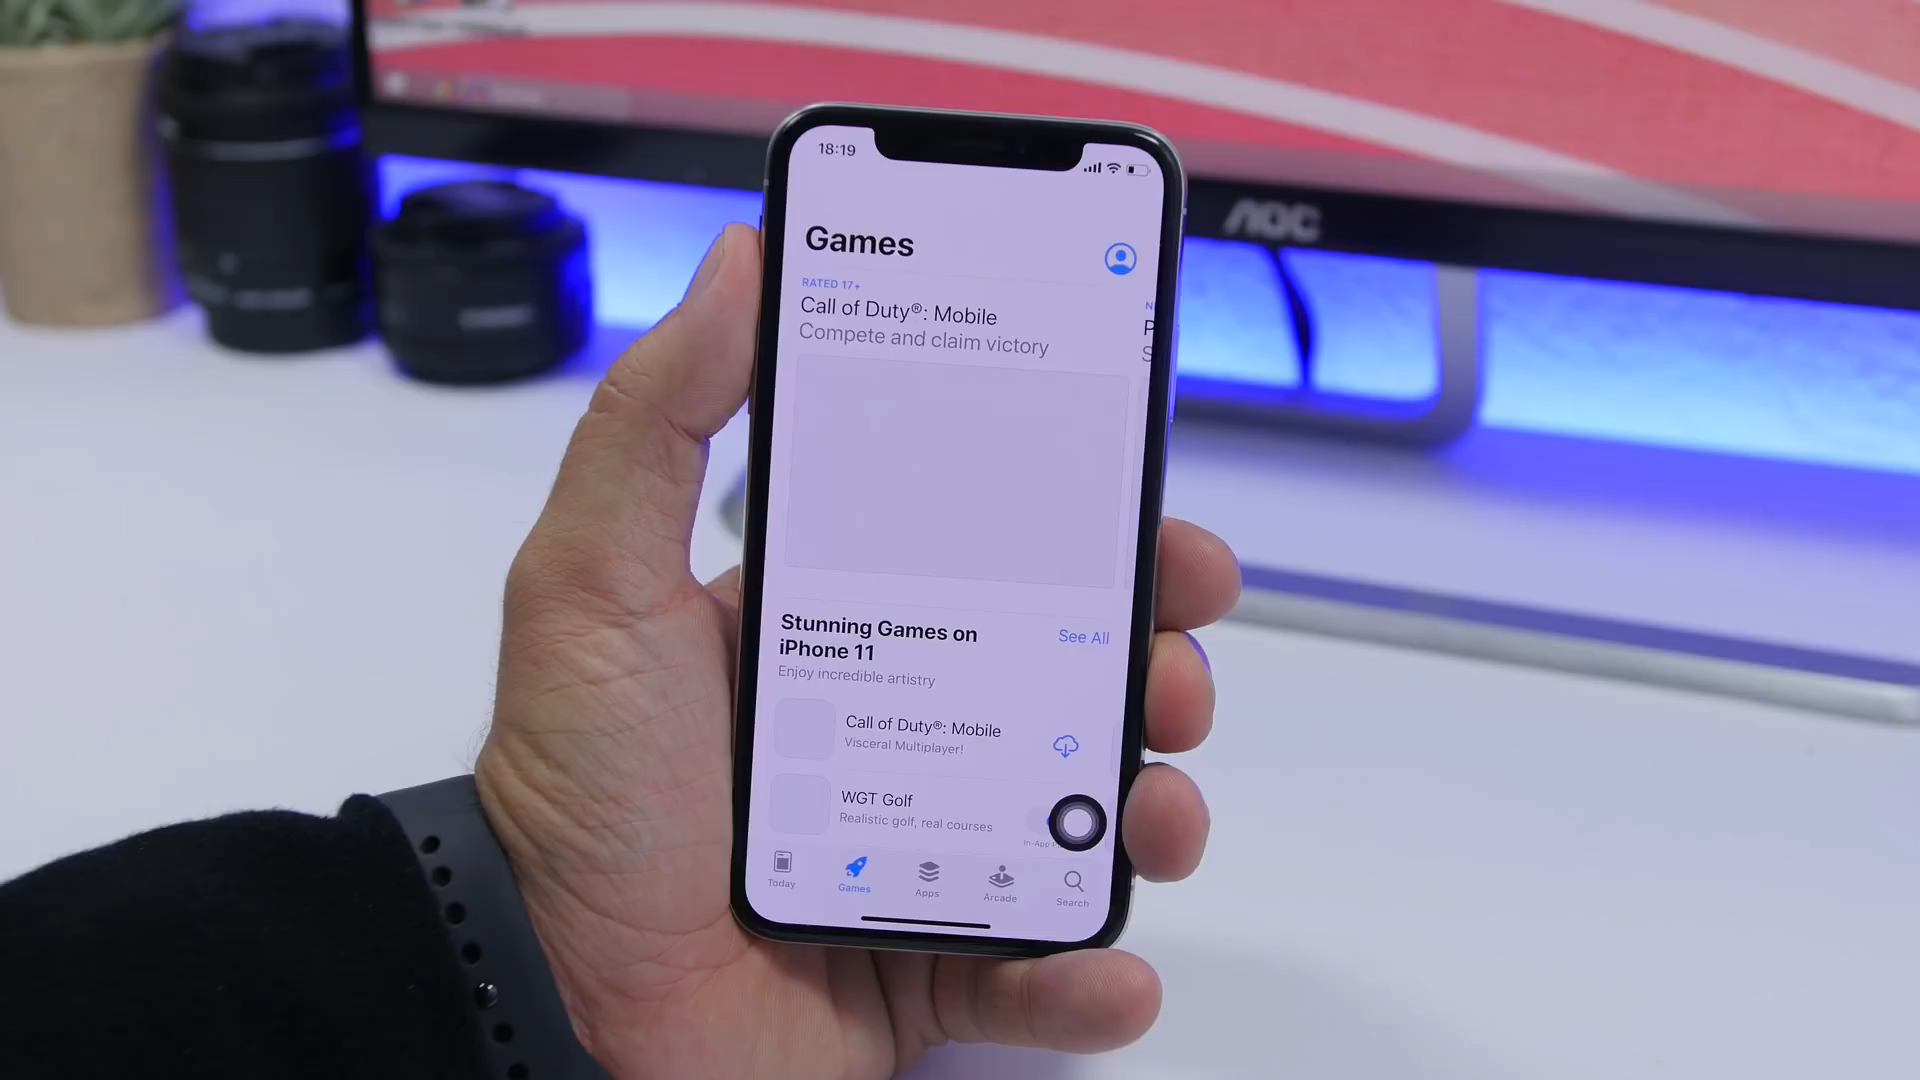 AOC
18:19
Games
RATED 17+
Call of Duty®: Mobile
Compete and claim victory
N
P
S
Stunning Games on
iPhone 11
See All
Enjoy incredible artistry
Call of Duty®: Mobile
Visceral Multiplayer!
WGT Golf
Realistic golf, real courses
In-App
Today
Games
Apps
Arcade
Search